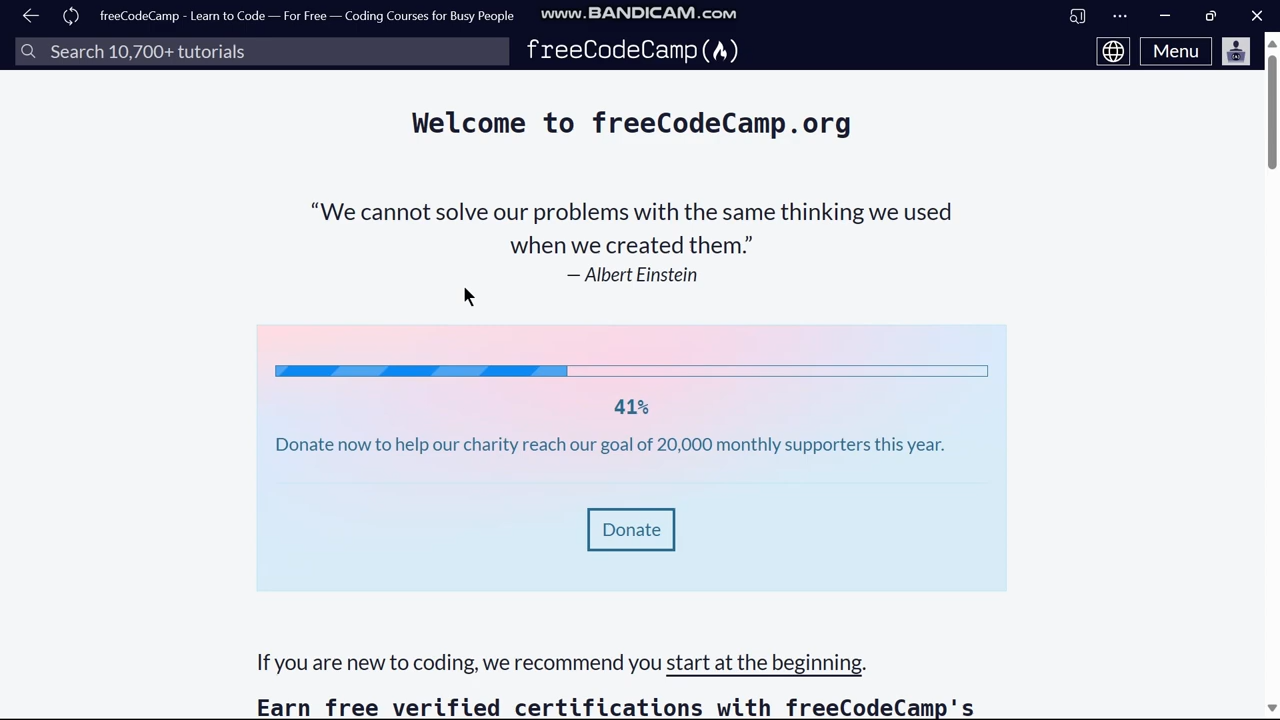 freeCodeCamp - Learn to Code — For Free — Coding Courses for Busy People
www.BANDICAM.com
Search 10,700+ tutorials
freeCodeCamp
Menu
Welcome to freeCodeCamp.org
“We cannot solve our problems with the same thinking we used
when we created them.”
— Albert Einstein
41%
Donate now to help our charity reach our goal of 20,000 monthly supporters this year.
Donate
If you are new to coding, we recommend you start at the beginning.
Earn free verified certifications with freeCodeCamp's